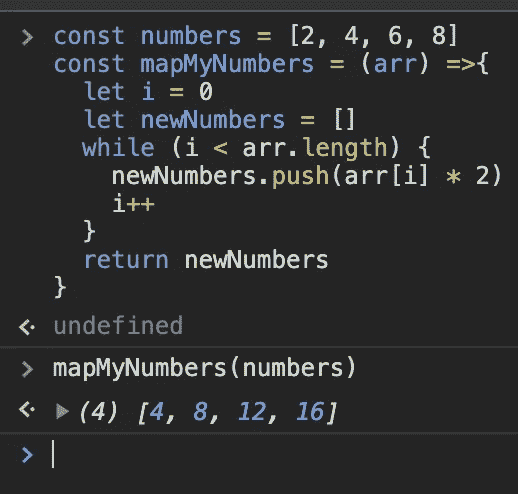 const numbers = [2, 4, 6, 8]
const mapMyNumbers = (arr) =>{
let i = 0
let newNumbers = []
while (i < arr.length) {
newNumbers.push(arr[i] * 2)
i++
}
return newNumbers
}
undefined
mapMyNumbers(numbers)
(4) [4, 8, 12, 16]